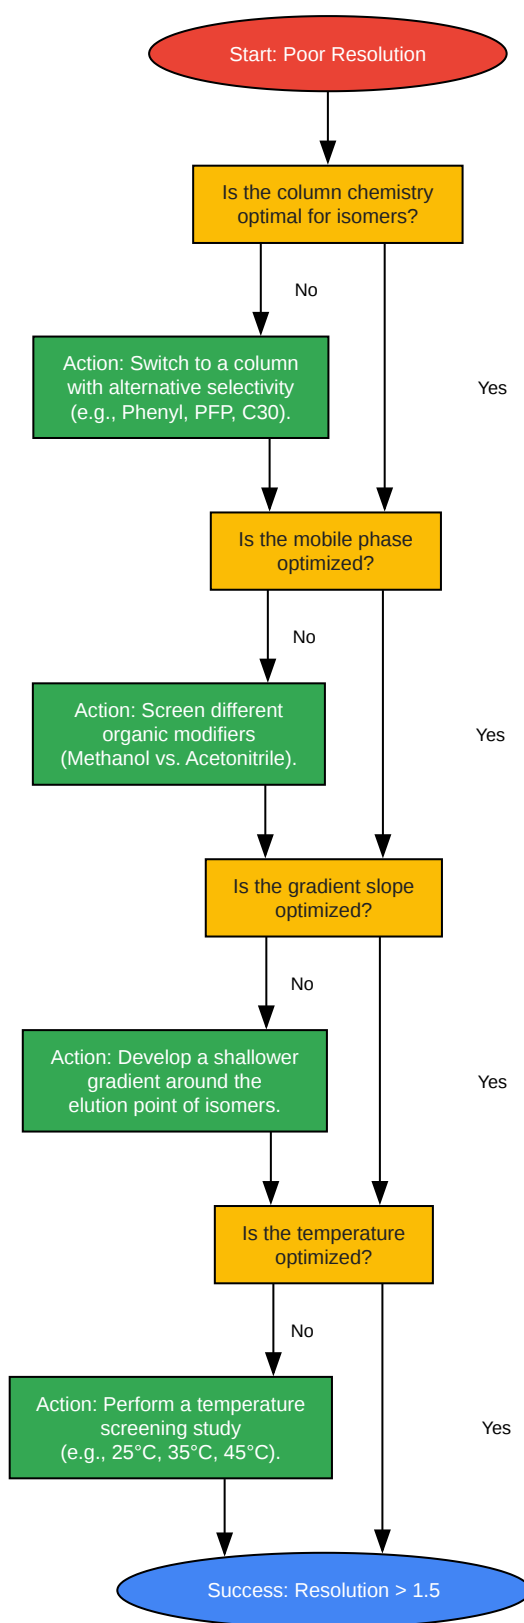 Start: Poor Resolution
Is the column chemistry
optimal for isomers?
No
Action: Switch to a column
with alternative selectivity
(e.g., Phenyl, PFP, C30).
Yes
Is the mobile phase
optimized?
No
Action: Screen different
organic modifiers
(Methanol vs. Acetonitrile).
Yes
Is the gradient slope
optimized?
No
Action: Develop a shallower
gradient around the
elution point of isomers.
Yes
Is the temperature
optimized?
No
Action: Perform a temperature
screening study
(e.g., 25°C, 35°C, 45°C).
Yes
Success: Resolution > 1.5